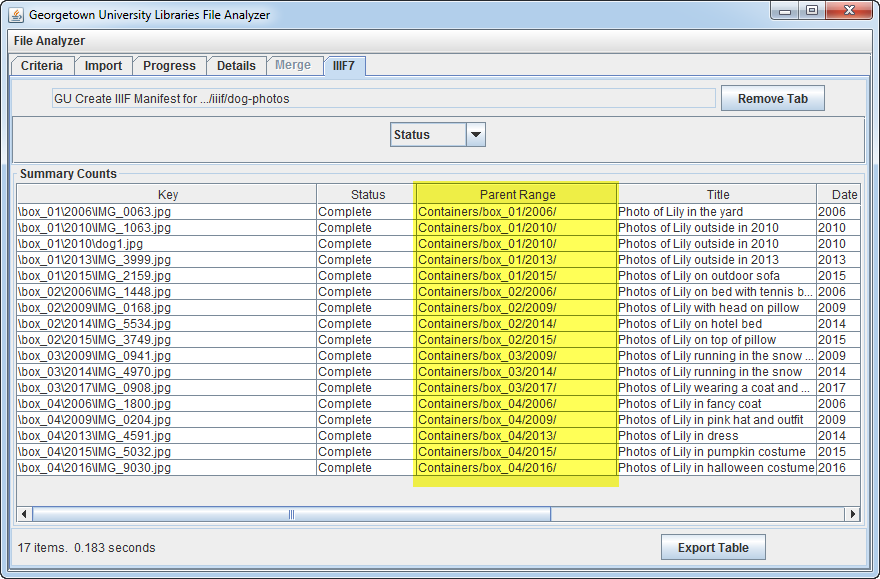 Georgetown University Libraries File Analyzer
File Analyzer
Criteria Import Progress Details Merge IIIF7
GU Create IIIF Manifest for .../iiif/dog-photos Remove Tab
Status
Summary Counts
Key Status Parent Range Title Date
\box_01\2006\IMG_0063.jpg Complete Containers/box_01/2006/ Photo of Lily in the yard 2006
\box_01\2010\IMG_1063.jpg Complete Containers/box_01/2010/ Photos of Lily outside in 2010 2010
\box_01\2010\dog1.jpg Complete Containers/box_01/2010/ Photos of Lily outside in 2010 2010
\box_01\2013\IMG_3999.jpg Complete Containers/box_01/2013/ Photos of Lily outside in 2013 2013
\box_01\2015\IMG_2159.jpg Complete Containers/box_01/2015/ Photos of Lily on outdoor sofa 2015
\box_02\2006\IMG_1448.jpg Complete Containers/box_02/2006/ Photos of Lily on bed with tennis b... 2006
\box_02\2009\IMG_0168.jpg Complete Containers/box_02/2009/ Photos of Lily with head on pillow 2009
\box_02\2014\IMG_5534.jpg Complete Containers/box_02/2014/ Photos of Lily on hotel bed 2014
\box_02\2015\IMG_3749.jpg Complete Containers/box_02/2015/ Photos of Lily on top of pillow 2015
\box_03\2009\IMG_0941.jpg Complete Containers/box_03/2009/ Photos of Lily running in the snow ... 2009
\box_03\2014\IMG_4970.jpg Complete Containers/box_03/2014/ Photos of Lily running in the snow 2014
\box_03\2017\IMG_0908.jpg Complete Containers/box_03/2017/ Photos of Lily wearing a coat and ... 2017
\box_04\2006\IMG_1800.jpg Complete Containers/box_04/2006/ Photos of Lily in fancy coat 2006
\box_04\2009\IMG_0204.jpg Complete Containers/box_04/2009/ Photos of Lily in pink hat and outfit 2009
\box_04\2013\IMG_4591.jpg Complete Containers/box_04/2013/ Photos of Lily in dress 2014
\box_04\2015\IMG_5032.jpg Complete Containers/box_04/2015/ Photos of Lily in pumpkin costume 2015
\box_04\2016\IMG_9030.jpg Complete Containers/box_04/2016/ Photos of Lily in halloween costume 2016
17 items. 0.183 seconds Export Table